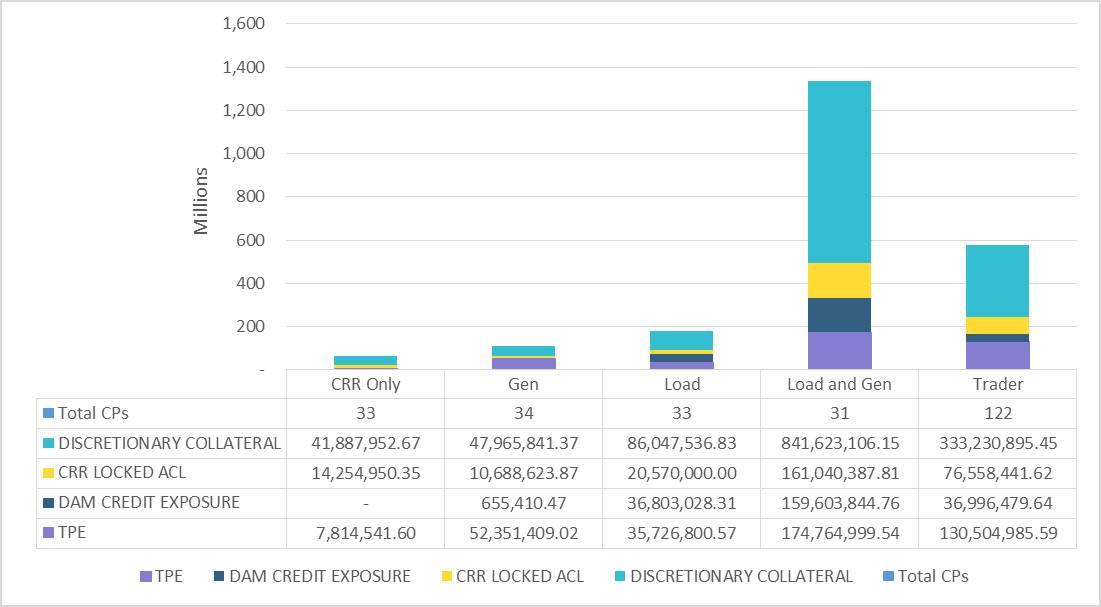 1,600
1,400
1,200
1,000
800
600
400
200
-
Millions
CRR Only Gen Load Load and Gen Trader
Total CPs 33 34 33 31 122
DISCRETIONARY COLLATERAL 41,887,952.67 47,965,841.37 86,047,536.83 841,623,106.15 333,230,895.45
CRR LOCKED ACL 14,254,950.35 10,688,623.87 20,570,000.00 161,040,387.81 76,558,441.62
DAM CREDIT EXPOSURE - 655,410.47 36,803,028.31 159,603,844.76 36,996,479.64
TPE 7,814,541.60 52,351,409.02 35,726,800.57 174,764,999.54 130,504,985.59
TPE DAM CREDIT EXPOSURE CRR LOCKED ACL DISCRETIONARY COLLATERAL Total CPs